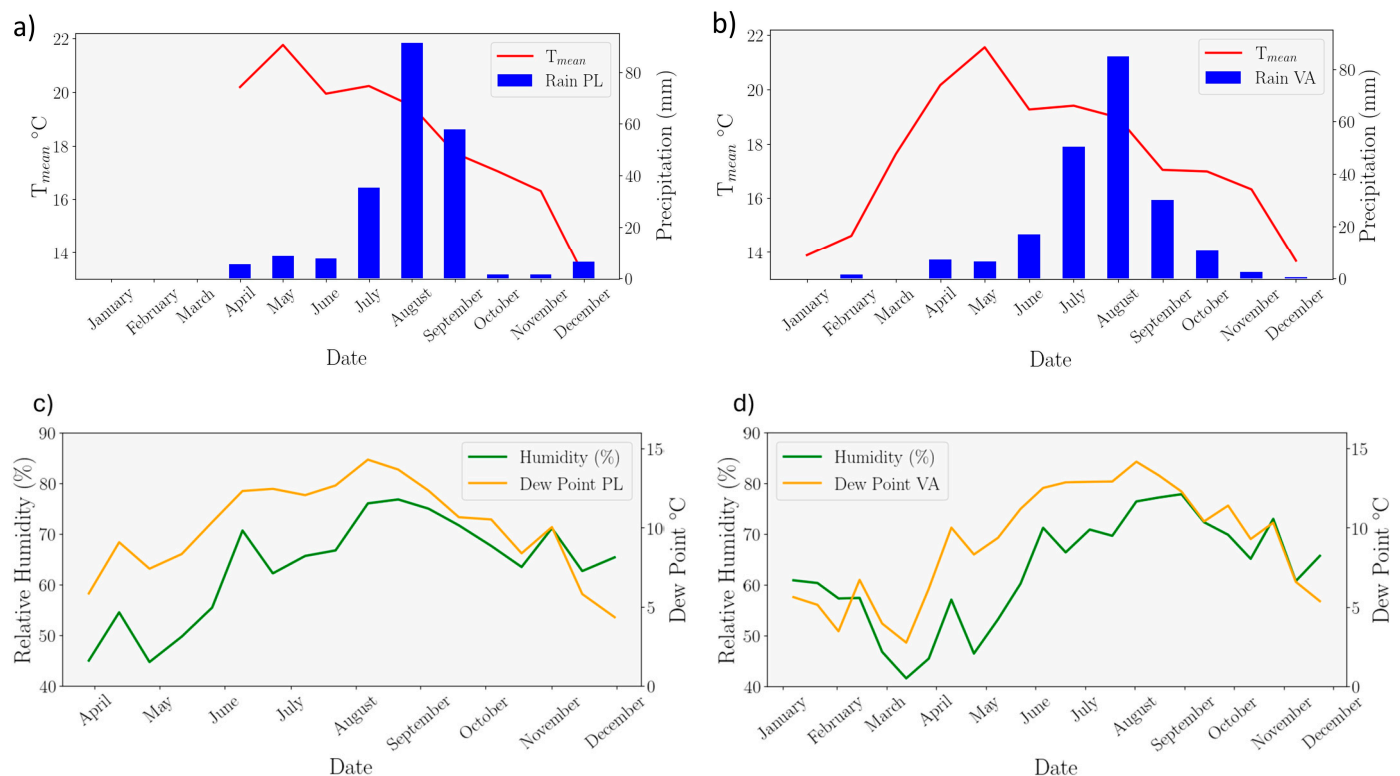 a)
22
20
18
16
14
T_mean °C
T_mean
Rain PL
80
60
40
20
0
Precipitation (mm)
January
February
March
April
May
June
July
August
September
October
November
December
Date
b)
22
20
18
16
14
T_mean °C
T_mean
Rain VA
80
60
40
20
0
Precipitation (mm)
January
February
March
April
May
June
July
August
September
October
November
December
Date
c)
90
80
70
60
50
40
Relative Humidity (%)
Humidity (%)
Dew Point PL
15
10
5
0
Dew Point °C
April
May
June
July
August
September
October
November
December
Date
d)
90
80
70
60
50
40
Relative Humidity (%)
Humidity (%)
Dew Point VA
15
10
5
0
Dew Point °C
January
February
March
April
May
June
July
August
September
October
November
December
Date